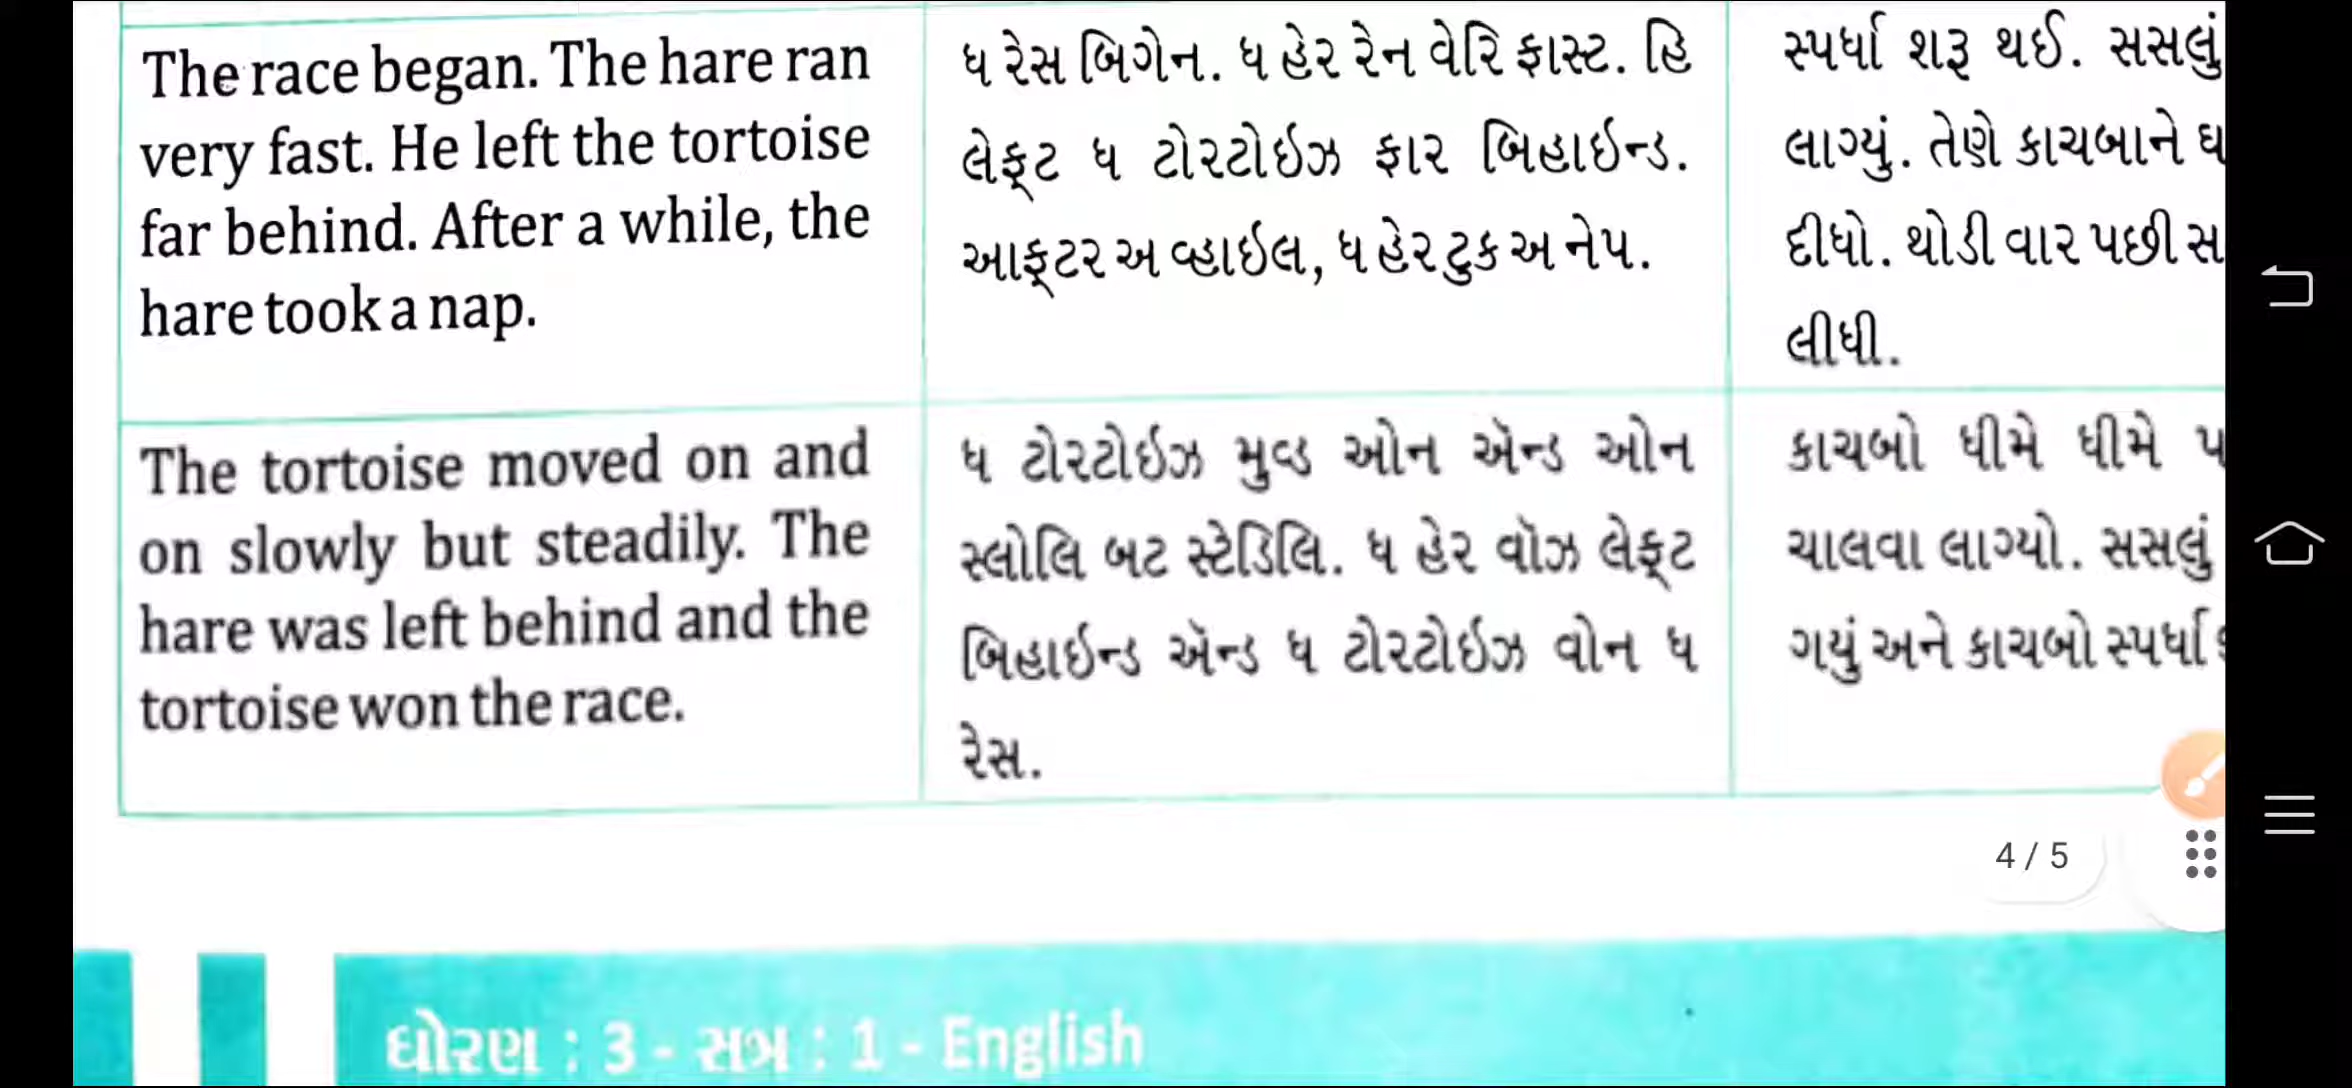 The race began. The hare ran
very fast. He left the tortoise
far behind. After a while, the
hare took a nap.
ધ રેસ બિગેન. ધ હેર રેન વેરિ ફાસ્ટ. હિ
લેફ્ટ ધ ટોરટોઇઝ ફાર બિહાઇન્ડ.
આફ્ટર અ વ્હાઇલ, ધ હેર ટુક અ નેપ.
સ્પર્ધા શરૂ થઈ. સસલું
લાગ્યું. તેણે કાચબાને ઘ
દીધો. થોડી વાર પછી સ
લીધી.
The tortoise moved on and
on slowly but steadily. The
hare was left behind and the
tortoise won the race.
ધ ટોરટોઇઝ મુવ્ડ ઓન ઍન્ડ ઓન
સ્લોલિ બટ સ્ટેડિલિ. ધ હેર વૉઝ લેફ્ટ
બિહાઇન્ડ ઍન્ડ ધ ટોરટોઇઝ વોન ધ
રેસ.
કાચબો ધીમે ધીમે પ
ચાલવા લાગ્યો. સસલું
ગયું અને કાચબો સ્પર્ધા
4 / 5
ધોરણ : 3 - સત્ર : 1 - English